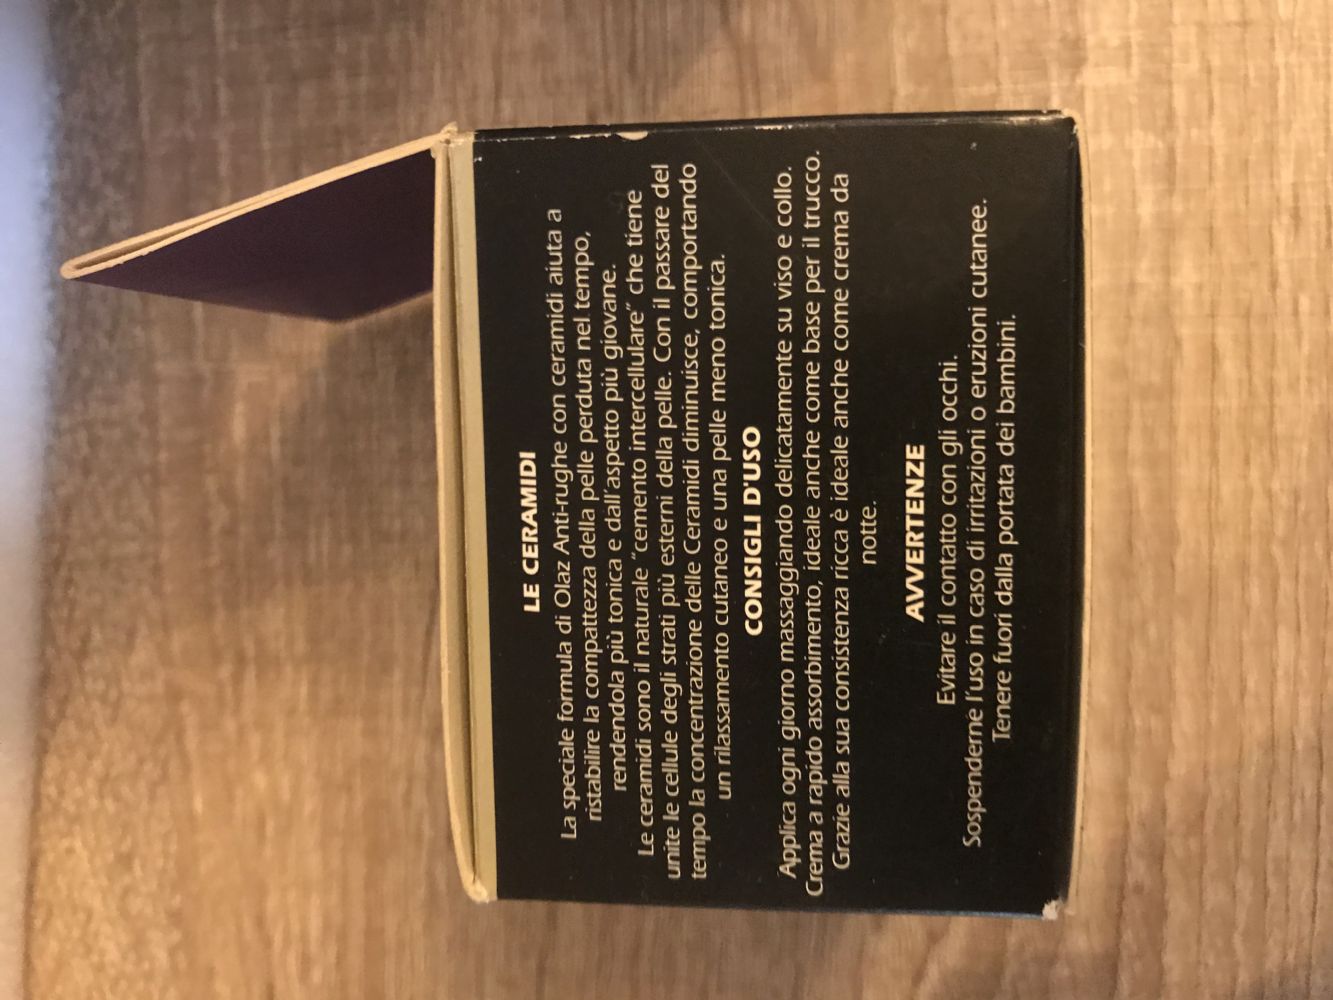 LE CERAMIDI
La speciale formula di Olaz Anti-rughe con ceramidi aiuta a
ristabilire la compattezza della pelle perduta nel tempo,
rendendola più tonica e dall'aspetto più giovane.
Le ceramidi sono il naturale "cemento intercellulare" che tiene
unite le cellule degli strati più esterni della pelle. Con il passare del
tempo la concentrazione delle Ceramidi diminuisce, comportando
un rilassamento cutaneo e una pelle meno tonica.
CONSIGLI D'USO
Applica ogni giorno massaggiando delicatamente su viso e collo.
Crema a rapido assorbimento, ideale anche come base per il trucco.
Grazie alla sua consistenza ricca è ideale anche come crema da
notte.
AVVERTENZE
Evitare il contatto con gli occhi.
Sospenderne l'uso in caso di irritazioni o eruzioni cutanee.
Tenere fuori dalla portata dei bambini.